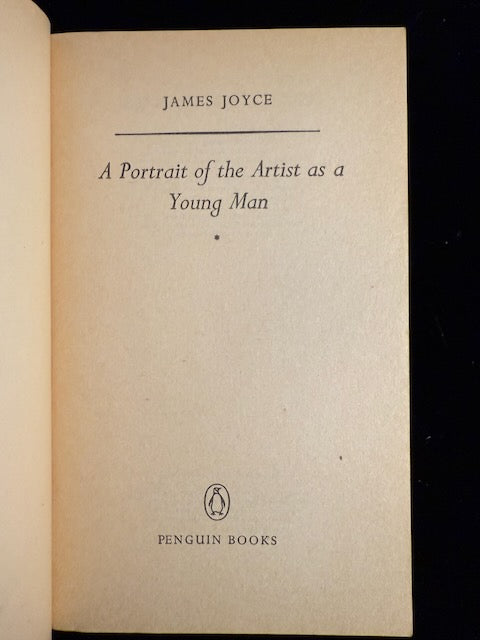 JAMES JOYCE
A Portrait of the Artist as a
Young Man
*
PENGUIN BOOKS